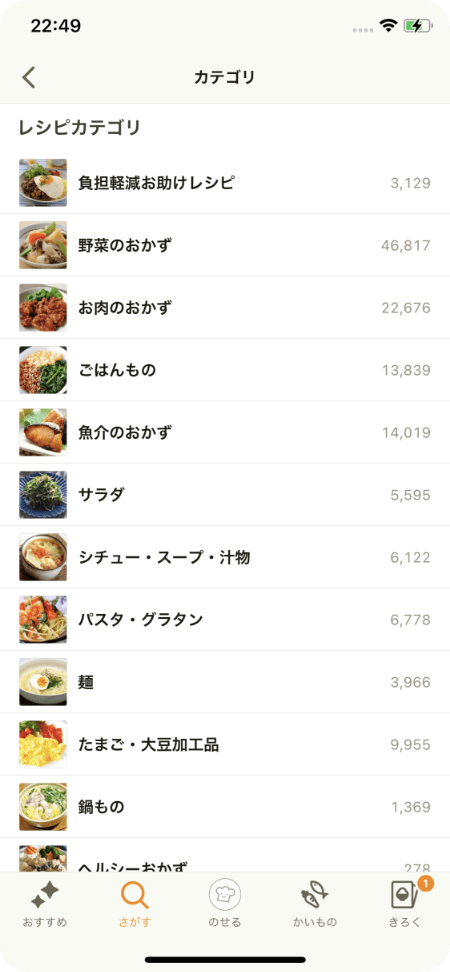 22:49
カテゴリ
レシピカテゴリ
負担軽減お助けレシピ 3,129
野菜のおかず 46,817
お肉のおかず 22,676
ごはんもの 13,839
魚介のおかず 14,019
サラダ 5,595
シチュー・スープ・汁物 6,122
パスタ・グラタン 6,778
麺 3,966
たまご・大豆加工品 9,955
鍋もの 1,369
ヘルシーおかず 278
1
おすすめ さがす のせる かいもの きろく